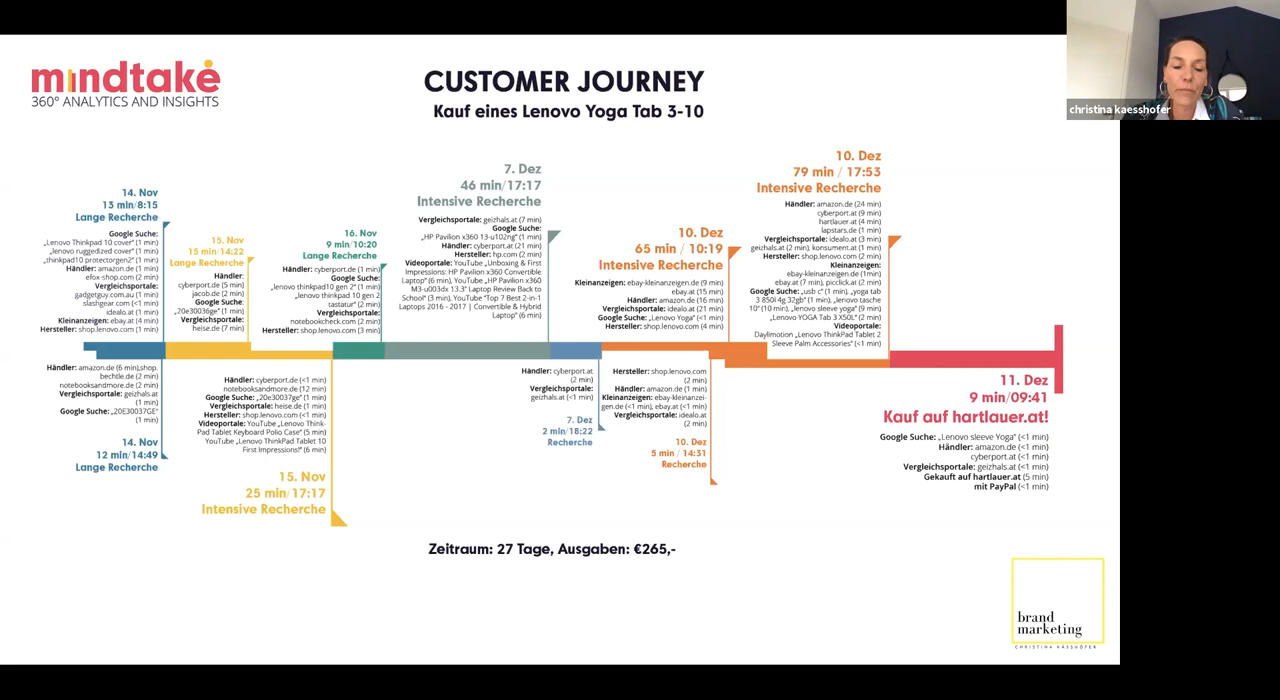 mindtake
360° ANALYTICS AND INSIGHTS
CUSTOMER JOURNEY
Kauf eines Lenovo Yoga Tab 3-10
christina kaesshofer
14. Nov
13 min/8:15
Lange Recherche
Google Suche:
„Lenovo Thinkpad 10 cover“ (1 min)
„lenovo ruggedized cover“ (1 min)
„thinkpad10 protectorgen2“ (1 min)
Händler: amazon.de (1 min)
efox-shop.com (2 min)
Vergleichsportale:
gadgetguy.com.au (1 min)
slashgear.com (<1 min)
idealo.at (1 min)
Kleinanzeigen: ebay.at (4 min)
Hersteller: shop.lenovo.com (1 min)
15. Nov
15 min/14:22
Lange Recherche
Händler:
cyberport.de (5 min)
jacob.de (2 min)
Google Suche:
„20e30036ge“ (1 min)
Vergleichsportale:
heise.de (7 min)
16. Nov
9 min/10:20
Lange Recherche
Händler: cyberport.de (1 min)
Google Suche:
„lenovo thinkpad10 gen 2“ (1 min)
„lenovo thinkpad 10 gen 2
tastatur“ (2 min)
Vergleichsportale:
notebookcheck.com (2 min)
Hersteller: shop.lenovo.com (3 min)
7. Dez
46 min/17:17
Intensive Recherche
Vergleichsportale: geizhals.at (7 min)
Google Suche:
„HP Pavilion x360 13-u102ng“ (1 min)
Händler: cyberport.at (21 min)
Hersteller: hp.com (2 min)
Videoportale: YouTube „Unboxing & First
Impressions: HP Pavilion x360 Convertible
Laptop“ (6 min), YouTube „HP Pavilion x360
M3-u003dx 13.3“ Laptop Review Back to
School“ (3 min), YouTube “Top 7 Best 2-in-1
Laptops 2016 - 2017 | Convertible & Hybrid
Laptop“ (6 min)
10. Dez
65 min / 10:19
Intensive Recherche
Kleinanzeigen: ebay-kleinanzeigen.de (9 min)
ebay.at (15 min)
Vergleichsportale: idealo.at (21 min)
Händler: amazon.de (16 min)
Google Suche: „Lenovo Yoga“ (<1 min)
Hersteller: shop.lenovo.com (4 min)
10. Dez
79 min / 17:53
Intensive Recherche
Händler: amazon.de (24 min)
cyberport.at (9 min)
hartlauer.at (4 min)
lapstars.de (1 min)
Vergleichsportale: idealo.at (3 min)
geizhals.at (2 min), konsument.at (1 min)
Hersteller: shop.lenovo.com (2 min)
Kleinanzeigen:
ebay-kleinanzeigen.de (1min)
ebay.at (7 min), picclick.at (2 min)
Google Suche: „usb c“ (1 min), „yoga tab
3 850l 4g 32gb“ (1 min), „lenovo tasche
10“ (10 min), „lenovo sleeve yoga“ (9 min)
„Lenovo YOGA Tab 3 X50L“ (2 min)
Videoportale:
Daylimotion „Lenovo ThinkPad Tablet 2
Sleeve Palm Accessories“ (<1 min)
Händler: amazon.de (6 min),shop.
bechtle.de (2 min)
notebooksandmore.de (2 min)
Vergleichsportale: geizhals.at
(1 min)
Google Suche: „20E30037GE“
(1 min)
14. Nov
12 min/14:49
Lange Recherche
Händler: cyberport.de (<1 min)
notebooksandmore.de (12 min)
Google Suche: „20e30037ge“ (1 min)
Vergleichsportale: heise.de (1 min)
Hersteller: shop.lenovo.com (<1 min)
Videoportale: YouTube „Lenovo Think-
Pad Tablet Keyboard Polio Case“ (5 min)
YouTube „Lenovo ThinkPad Tablet 10
First Impressions!“ (6 min)
15. Nov
25 min/17:17
Intensive Recherche
Händler: cyberport.at
(2 min)
Vergleichsportale:
geizhals.at (<1 min)
7. Dez
2 min/18:22
Recherche
Hersteller: shop.lenovo.com
(2 min)
Händler: amazon.de (1 min)
Kleinanzeigen: ebay-kleinanzei-
gen.de (<1 min), ebay.at (<1 min)
Vergleichsportale: idealo.at
(2 min)
10. Dez
5 min / 14:31
Recherche
11. Dez
9 min/09:41
Kauf auf hartlauer.at!
Google Suche: „Lenovo sleeve Yoga“ (<1 min)
Händler: amazon.de (<1 min)
cyberport.at (<1 min)
Vergleichsportale: geizhals.at (<1 min)
Gekauft auf hartlauer.at (5 min)
mit PayPal (<1 min)
Zeitraum: 27 Tage, Ausgaben: €265,-
brand
marketing
CHRISTINA KÄSSHÖFER